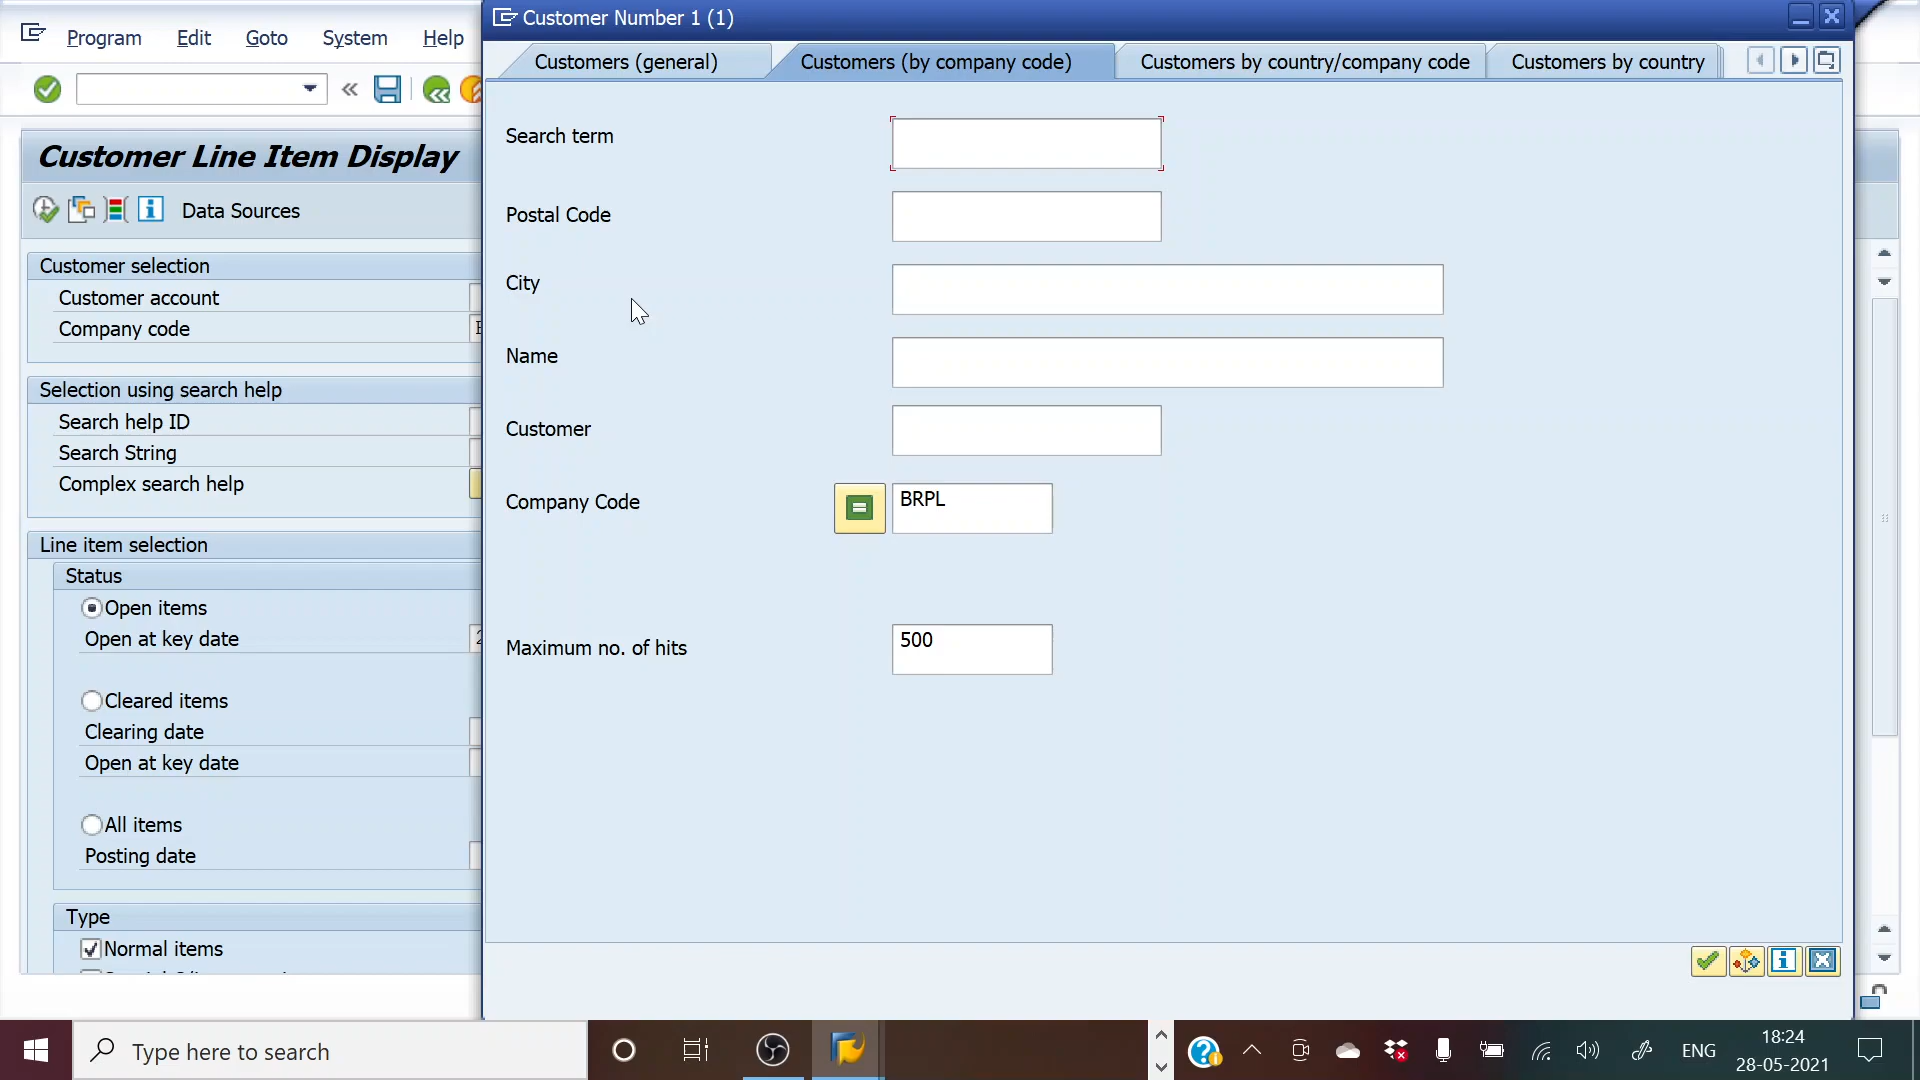 Customer Number 1 (1)
Program Edit Goto System Help
Customers (general) Customers (by company code) Customers by country/company code Customers by country
Customer Line Item Display
Data Sources
Customer selection
Customer account
Company code
Selection using search help
Search help ID
Search String
Complex search help
Line item selection
Status
Open items
Open at key date
Cleared items
Clearing date
Open at key date
All items
Posting date
Type
Normal items
Search term
Postal Code
City
Name
Customer
Company Code BRPL
Maximum no. of hits 500
Type here to search
ENG
18:24
28-05-2021